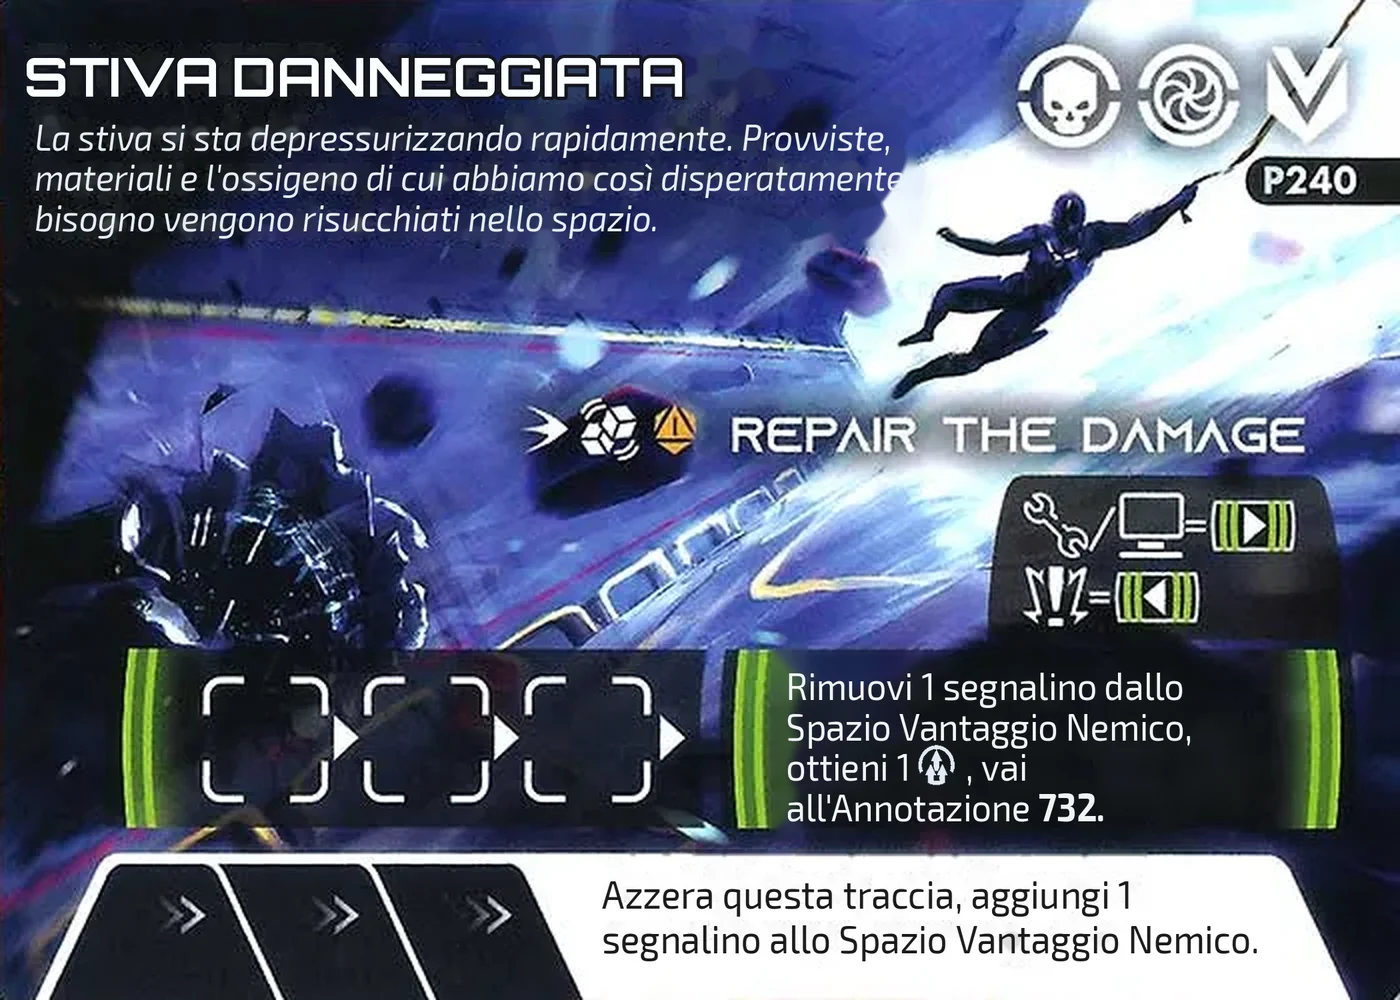 STIVA DANNEGGIATA
La stiva si sta depressurizzando rapidamente. Provviste,
materiali e l'ossigeno di cui abbiamo così disperatamente
bisogno vengono risucchiati nello spazio.
P240
REPAIR THE DAMAGE
Rimuovi 1 segnalino dallo
Spazio Vantaggio Nemico,
ottieni 1 , vai
all'Annotazione 732.
Azzera questa traccia, aggiungi 1
segnalino allo Spazio Vantaggio Nemico.